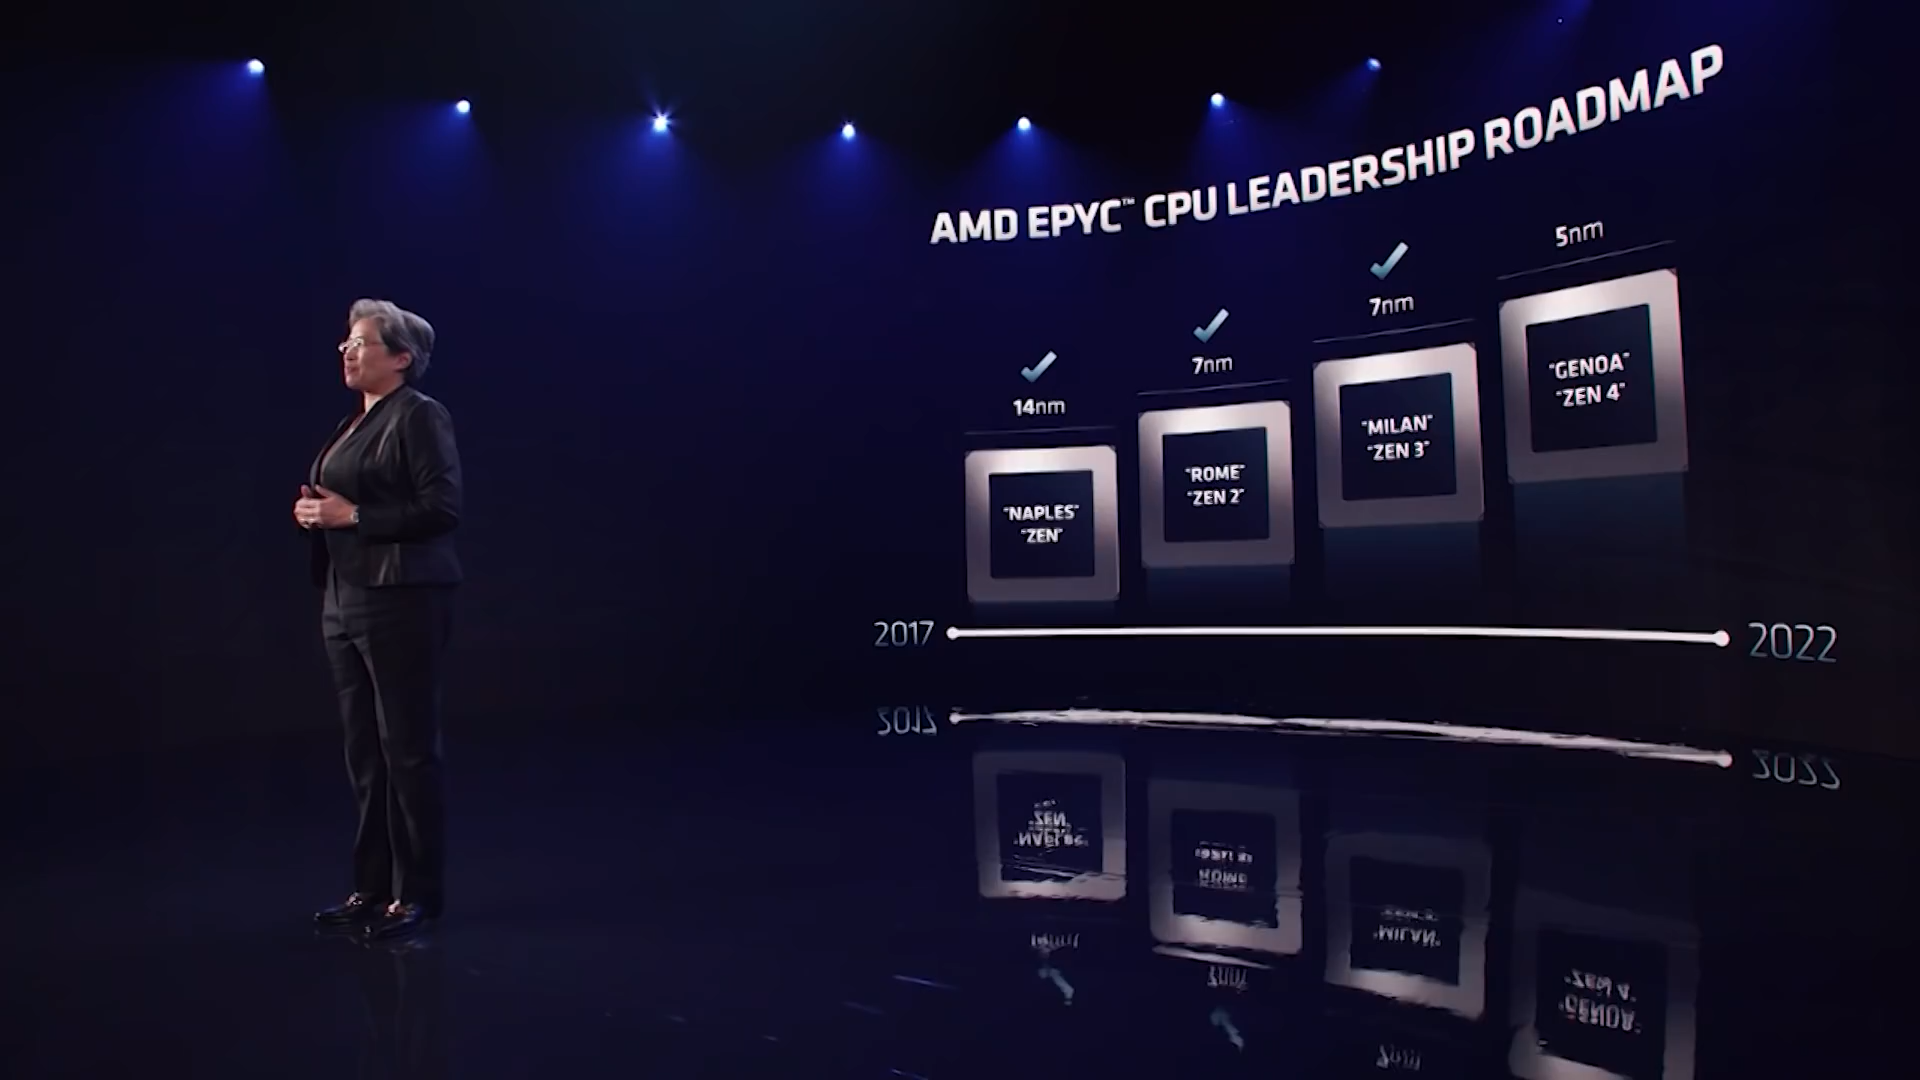 AMD EPYC™ CPU LEADERSHIP ROADMAP
14nm
"NAPLES"
"ZEN"
7nm
"ROME"
"ZEN 2"
7nm
"MILAN"
"ZEN 3"
5nm
"GENOA"
"ZEN 4"
2017
2022